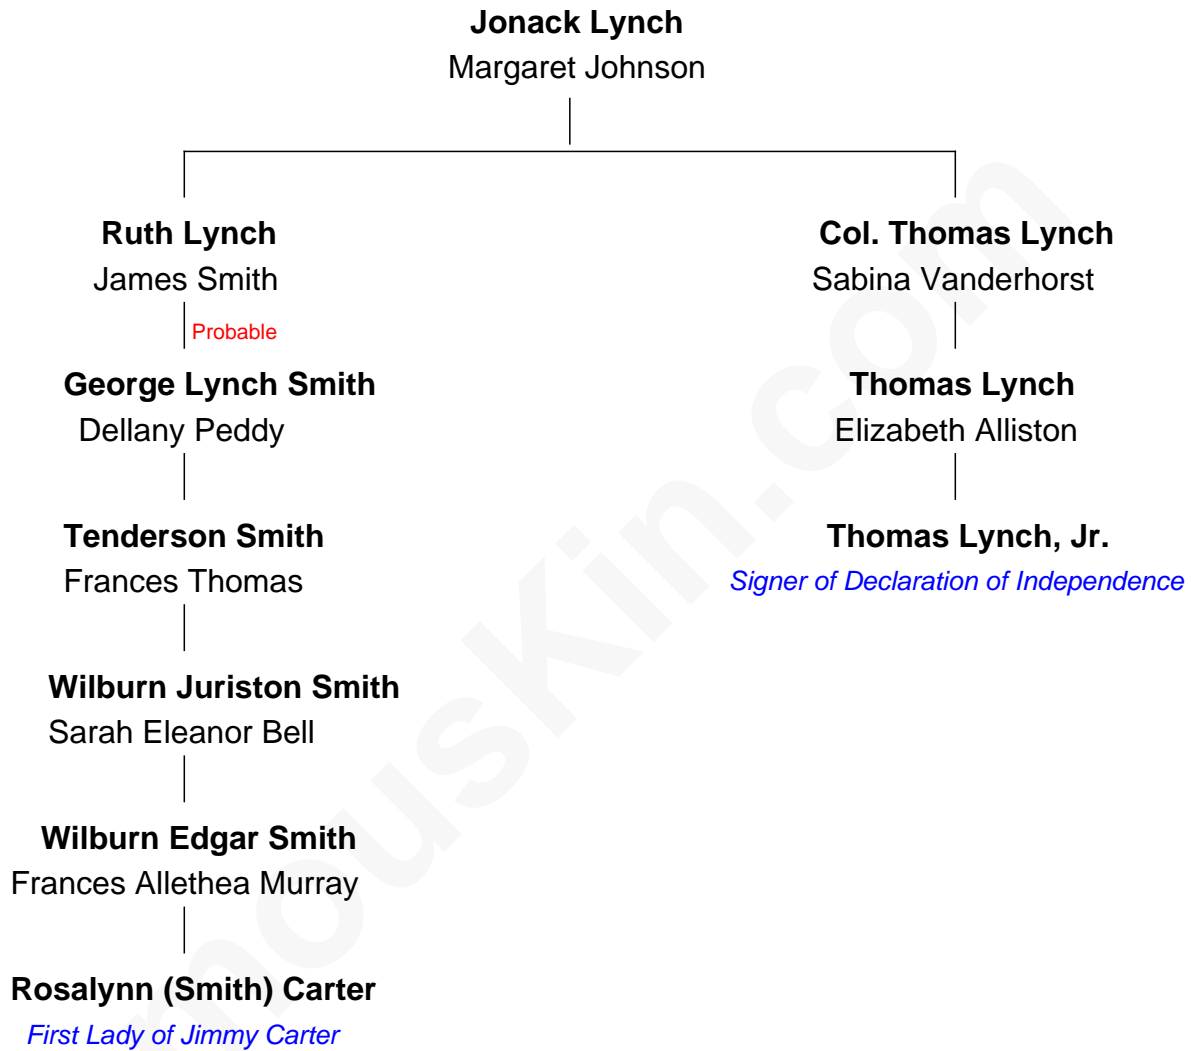 Jonack Lynch
Margaret Johnson
Ruth Lynch
James Smith
Probable
George Lynch Smith
Dellany Peddy
Tenderson Smith
Frances Thomas
Wilburn Juriston Smith
Sarah Eleanor Bell
Wilburn Edgar Smith
Frances Allethea Murray
Rosalynn (Smith) Carter
First Lady of Jimmy Carter
Col. Thomas Lynch
Sabina Vanderhorst
Thomas Lynch
Elizabeth Alliston
Thomas Lynch, Jr.
Signer of Declaration of Independence
mouskin.com